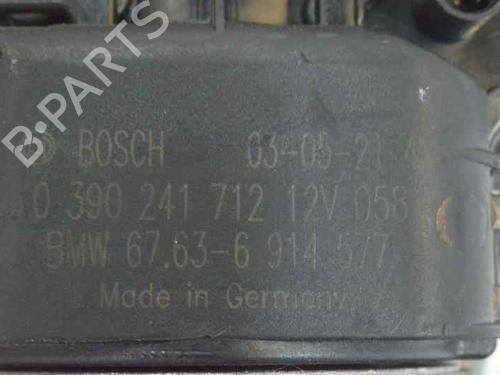 B-PARTS
BOSCH 03-05-21 4
0 390 241 712 12V 058
BMW 67.63-6 914 577
Made in Germany